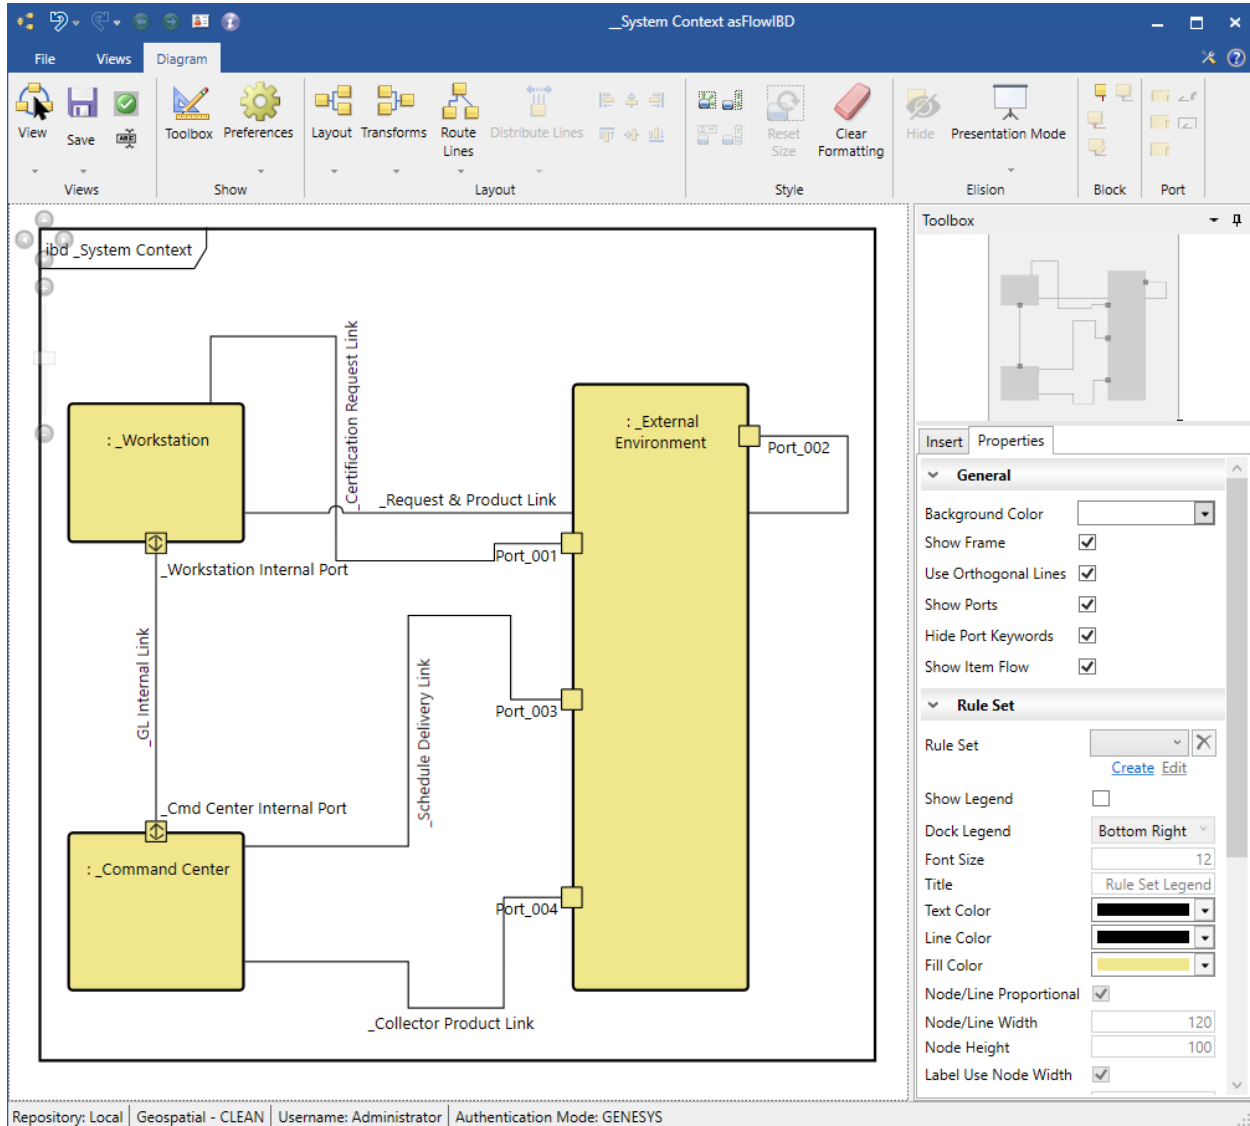 __System Context asFlowIBD
File Views Diagram
View
Save
Toolbox
Preferences
Layout
Transforms
Route
Lines
Distribute Lines
Reset
Size
Clear
Formatting
Hide
Presentation Mode
Views
Show
Layout
Style
Elision
Block
Port
ibd _System Context
_Certification Request Link
: _Workstation
: _External
Environment
Port_002
_Request & Product Link
Port_001
_Workstation Internal Port
_GL Internal Link
_Schedule Delivery Link
Port_003
_Cmd Center Internal Port
: _Command Center
Port_004
_Collector Product Link
Toolbox
Insert Properties
General
Background Color
Show Frame
Use Orthogonal Lines
Show Ports
Hide Port Keywords
Show Item Flow
Rule Set
Rule Set
Create Edit
Show Legend
Dock Legend Bottom Right
Font Size 12
Title Rule Set Legend
Text Color
Line Color
Fill Color
Node/Line Proportional
Node/Line Width 120
Node Height 100
Label Use Node Width
Repository: Local Geospatial - CLEAN Username: Administrator Authentication Mode: GENESYS